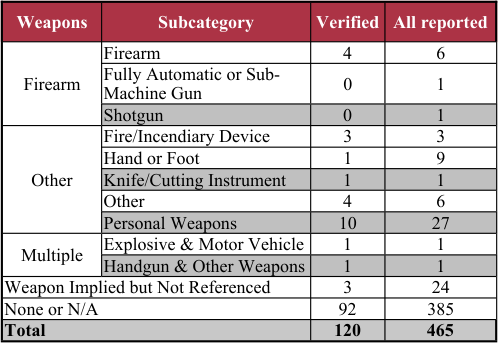 Weapons Subcategory Verified All reported
Firearm
Firearm 4 6
Fully Automatic or Sub-
Machine Gun 0 1
Shotgun 0 1
Other
Fire/Incendiary Device 3 3
Hand or Foot 1 9
Knife/Cutting Instrument 1 1
Other 4 6
Personal Weapons 10 27
Multiple
Explosive & Motor Vehicle 1 1
Handgun & Other Weapons 1 1
Weapon Implied but Not Referenced 3 24
None or N/A 92 385
Total 120 465